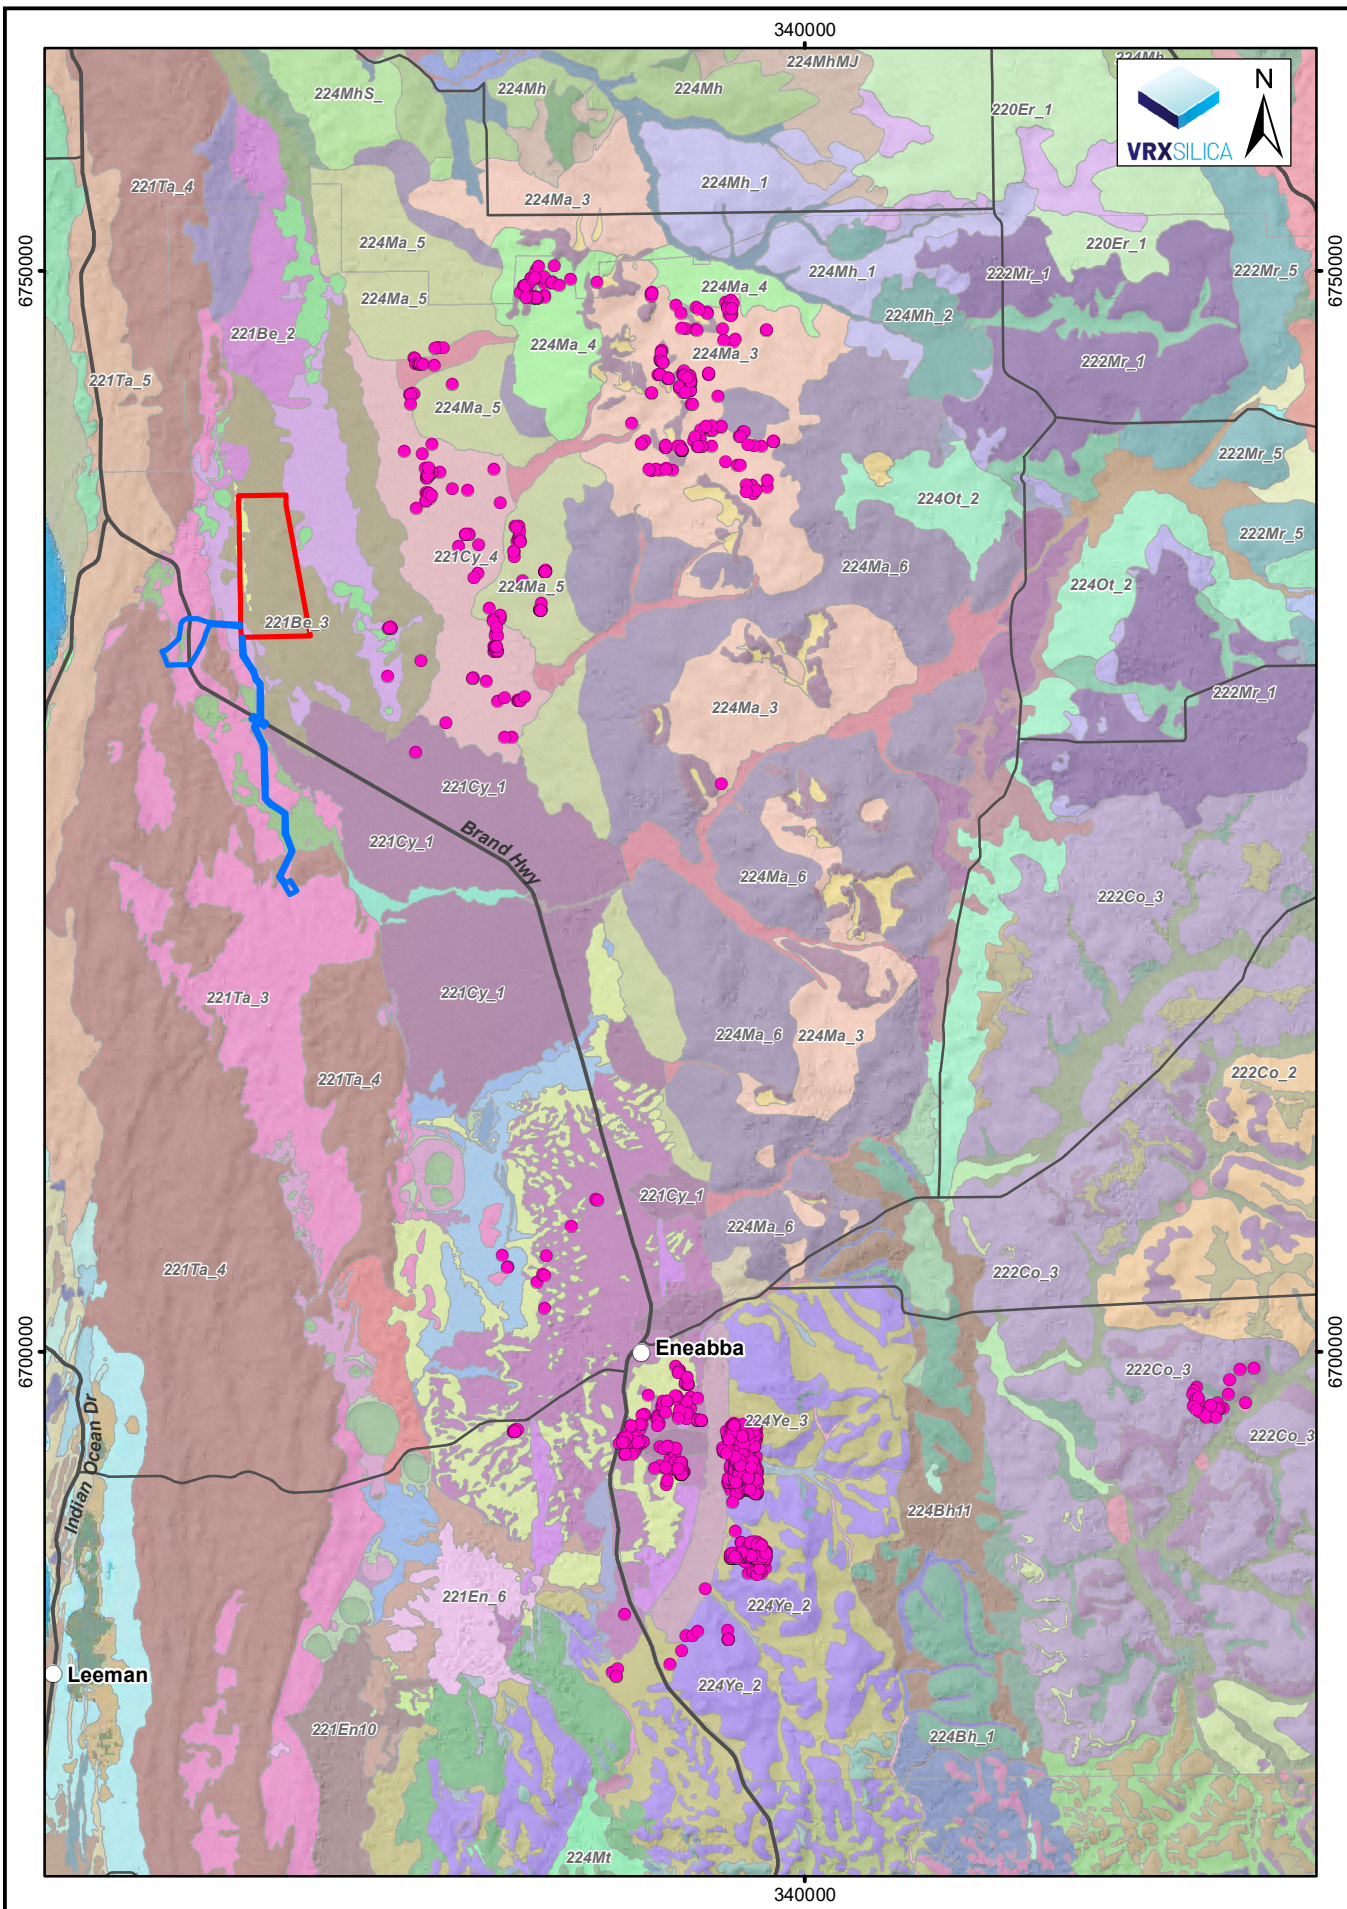 340000
224MhMJ
224Mh
224MhS_
224Mh
224Mh
N
VRXSILICA
220Er_1
221Ta_4
224Mh_1
224Ma_3
224Ma_5
220Er_1
6750000
6750000
224Mh_1
222Mr_1
222Mr_5
224Ma_5
224Ma_4
224Mh_2
221Be_2
224Ma_4
224Ma_3
222Mr_1
221Ta_5
224Ma_5
222Mr_5
224Ot_2
222Mr_5
221Cy_4
224Ma_6
224Ma_5
224Ot_2
221Be_3
222Mr_1
224Ma_3
221Cy_1
Brand Hwy
221Cy_1
224Ma_6
222Co_3
221Ta_3
221Cy_1
224Ma_6
224Ma_3
222Co_2
221Ta_4
221Cy_1
224Ma_6
221Ta_4
222Co_3
Eneabba
6700000
6700000
222Co_3
Indian Ocean Dr
224Ye_3
222Co_3
224Bh11
221En_6
224Ye_2
Leeman
224Ye_2
221En10
224Bh_1
224Mt
340000